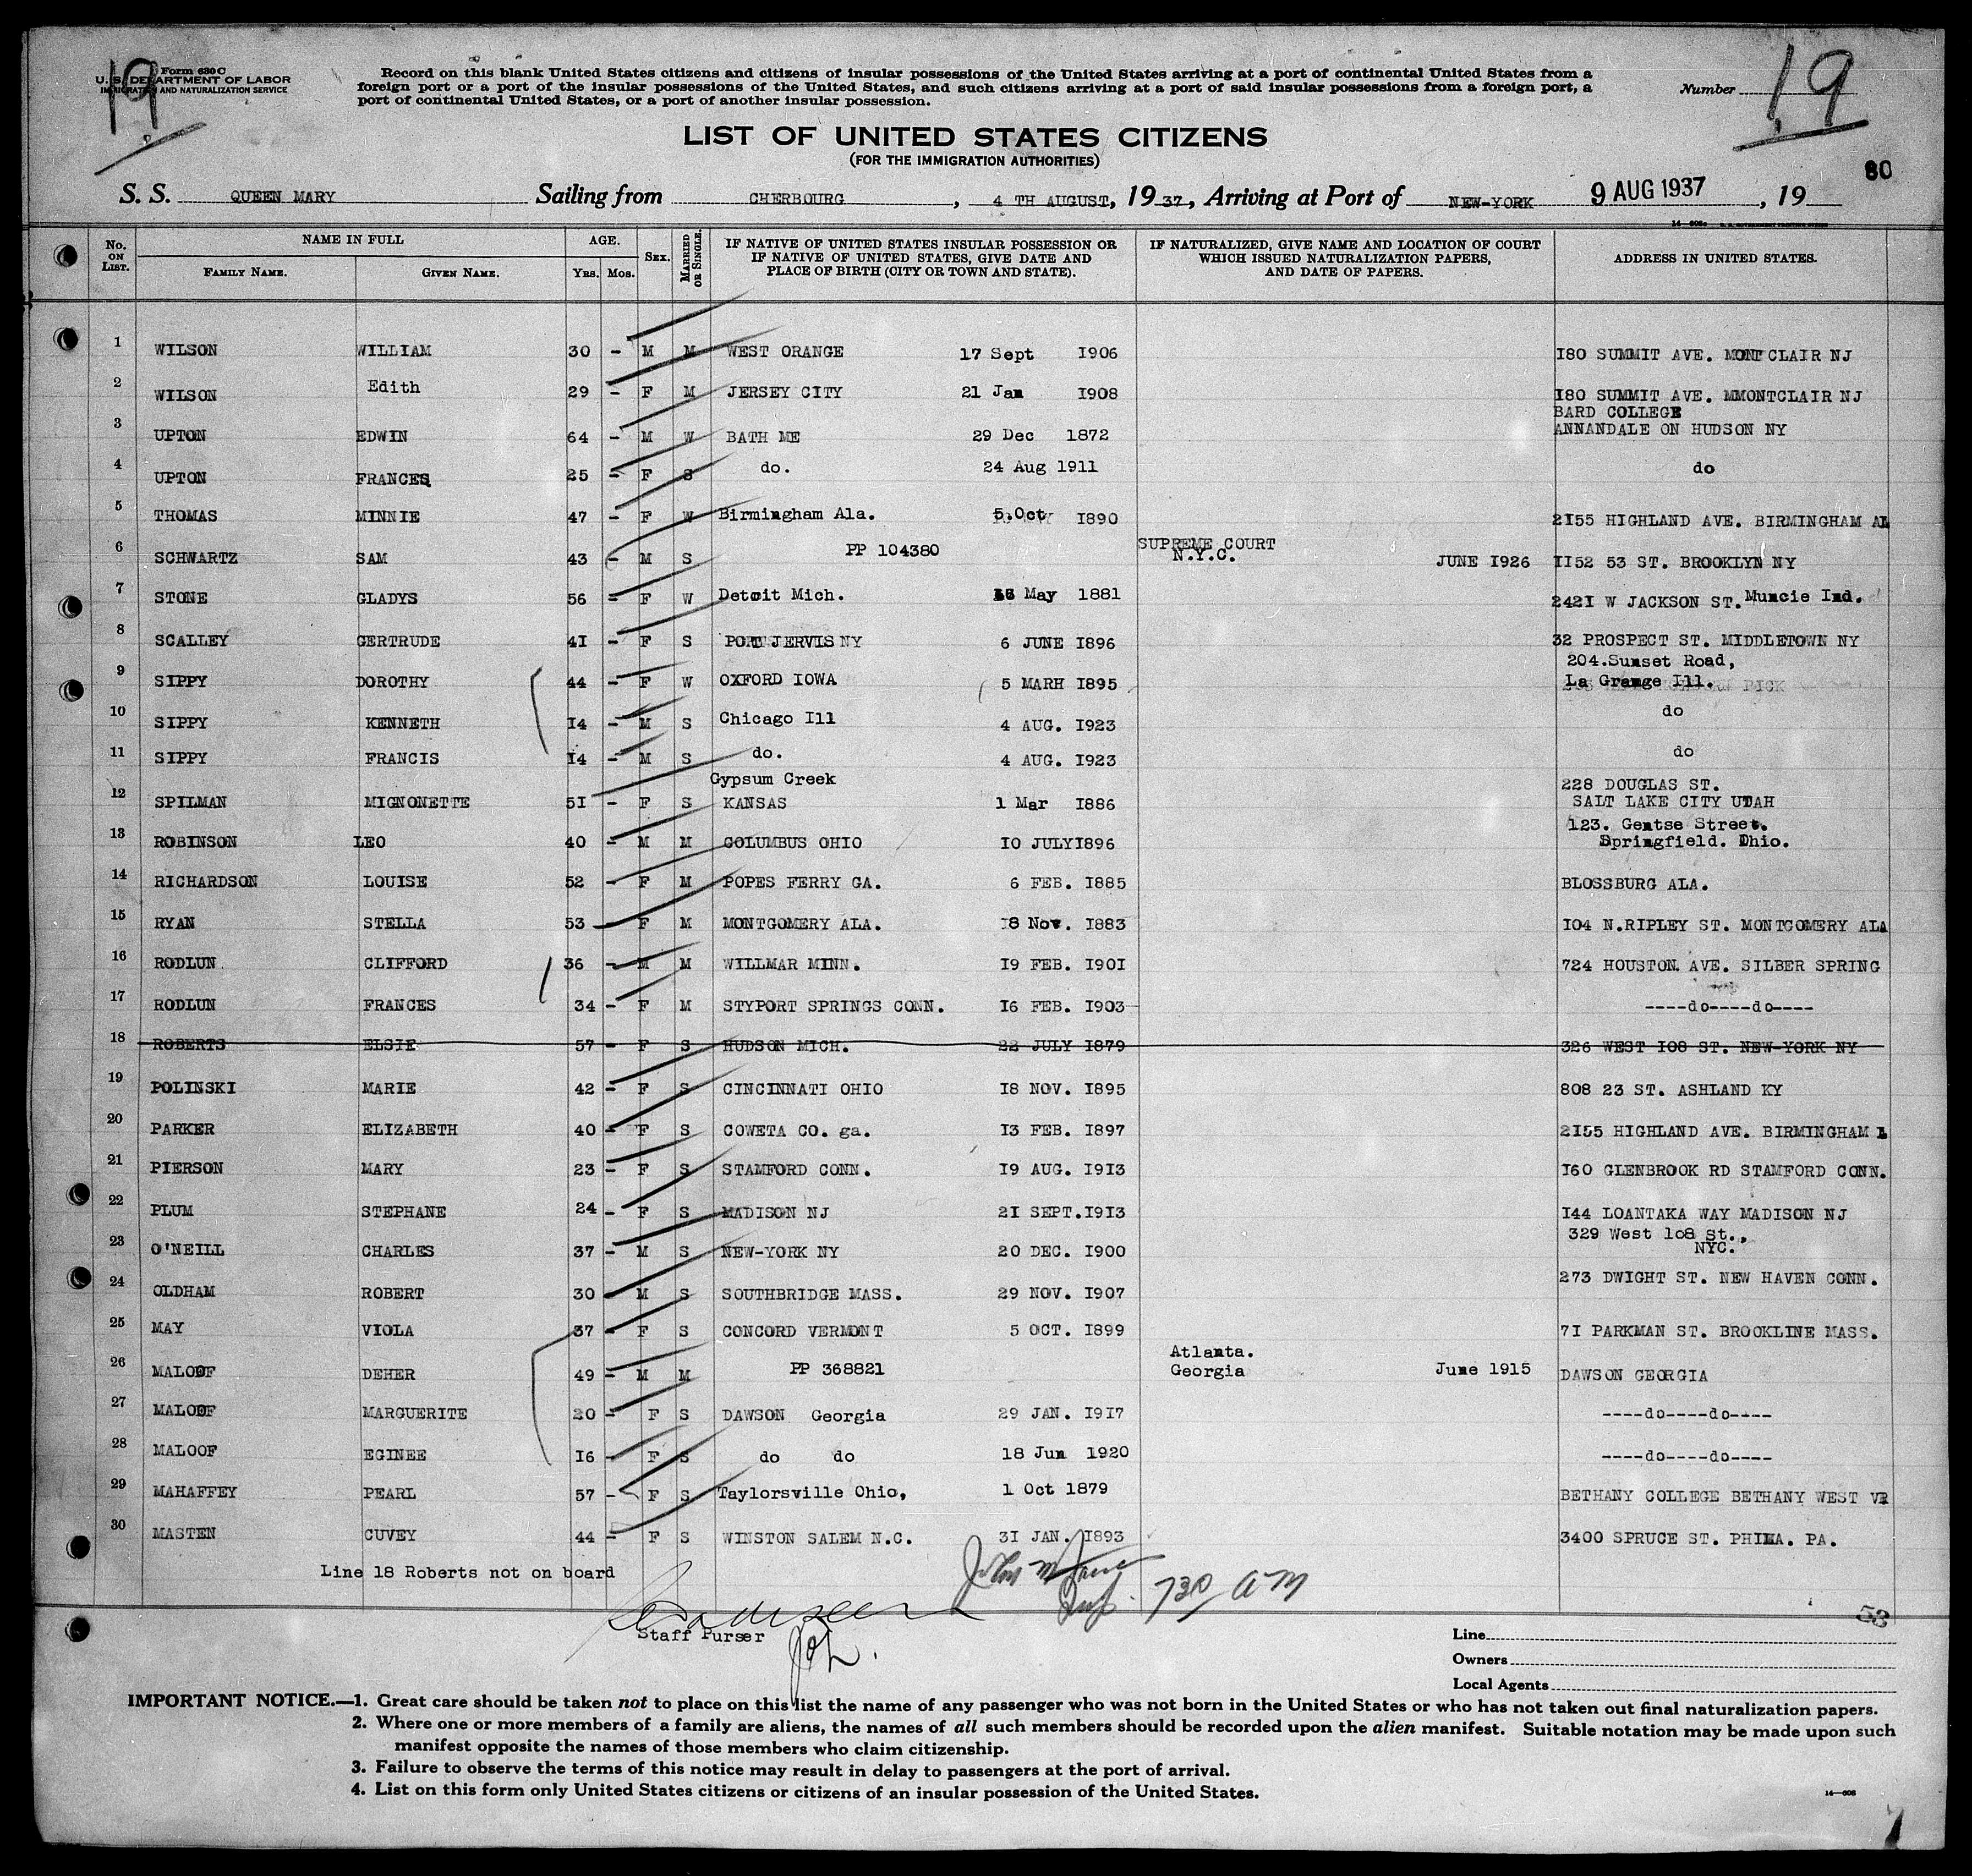 19
Form 630 C
U. S. DEPARTMENT OF LABOR
IMMIGRATION AND NATURALIZATION SERVICE
Record on this blank United States citizens and citizens of insular possessions of the United States arriving at a port of continental United States from a
foreign port or a port of the insular possessions of the United States, and such citizens arriving at a port of said insular possessions from a foreign port, a
port of continental United States, or a port of another insular possession.
Number 19
LIST OF UNITED STATES CITIZENS
(FOR THE IMMIGRATION AUTHORITIES)
80
S. S. QUEEN MARY Sailing from CHERBOURG, 4 TH AUGUST, 1937, Arriving at Port of NEW-YORK 9 AUG 1937, 19
No. ON LIST. NAME IN FULL FAMILY NAME. GIVEN NAME. AGE. YRS. MOS. SEX. MARRIED OR SINGLE. IF NATIVE OF UNITED STATES INSULAR POSSESSION OR IF NATIVE OF UNITED STATES, GIVE DATE AND PLACE OF BIRTH (CITY OR TOWN AND STATE). IF NATURALIZED, GIVE NAME AND LOCATION OF COURT WHICH ISSUED NATURALIZATION PAPERS, AND DATE OF PAPERS. ADDRESS IN UNITED STATES.
1 WILSON WILLIAM 30 - M M WEST ORANGE 17 Sept 1906 180 SUMMIT AVE. MONTCLAIR NJ
2 WILSON Edith 29 - F M JERSEY CITY 21 Jan 1908 180 SUMMIT AVE. MMONTCLAIR NJ
3 UPTON EDWIN 64 - M W BATH ME 29 Dec 1872 BARD COLLEGE ANNANDALE ON HUDSON NY
4 UPTON FRANCES 25 - F S do. 24 Aug 1911 do
5 THOMAS MINNIE 47 - F W Birmingham Ala. 5.Oct 1890 2155 HIGHLAND AVE. BIRMINGHAM AL
6 SCHWARTZ SAM 43 - M S PP 104380 SUPREME COURT N.Y.C. JUNE 1926 1152 53 ST. BROOKLYN NY
7 STONE GLADYS 56 - F W Detroit Mich. May 1881 2421 W JACKSON ST. Muncie Ind.
8 SCALLEY GERTRUDE 41 - F S PORT JERVIS NY 6 JUNE 1896 32 PROSPECT ST. MIDDLETOWN NY
9 SIPPY DOROTHY 44 - F W OXFORD IOWA 5 MARH 1895 204.Sunset Road, La Grange Ill.
10 SIPPY KENNETH 14 - M S Chicago Ill 4 AUG. 1923 do
11 SIPPY FRANCIS 14 - M S do. 4 AUG. 1923 do
12 SPILMAN MIGNONETTE 51 - F S Gypsum Creek KANSAS 1 Mar 1886 228 DOUGLAS ST. SALT LAKE CITY UTAH
13 ROBINSON LEO 40 - M M COLUMBUS OHIO 10 JULY1896 123. Gentse Street. Springfield. Ohio.
14 RICHARDSON LOUISE 52 - F M POPES FERRY GA. 6 FEB. 1885 BLOSSBURG ALA.
15 RYAN STELLA 53 - F M MONTGOMERY ALA. 18 Nov. 1883 104 N.RIPLEY ST. MONTGOMERY ALA
16 RODLUN CLIFFORD 36 - M M WILLMAR MINN. 19 FEB. 1901 724 HOUSTON AVE. SILBER SPRING
17 RODLUN FRANCES 34 - F M STYPORT SPRINGS CONN. 16 FEB. 1903 ----do----do----
18 ROBERTS ELSIE 57 - F S HUDSON MICH. 22 JULY 1879 326 WEST 108 ST. NEW-YORK NY
19 POLINSKI MARIE 42 - F S CINCINNATI OHIO 18 NOV. 1895 808 23 ST. ASHLAND KY
20 PARKER ELIZABETH 40 - F S COWETA CO. ga. 13 FEB. 1897 2155 HIGHLAND AVE. BIRMINGHAM
21 PIERSON MARY 23 - F S STAMFORD CONN. 19 AUG. 1913 160 GLENBROOK RD STAMFORD CONN.
22 PLUM STEPHANE 24 - F S MADISON NJ 21 SEPT.1913 144 LOANTAKA WAY MADISON NJ
23 O'NEILL CHARLES 37 - M S NEW-YORK NY 20 DEC. 1900 329 West 108 St., NYC.
24 OLDHAM ROBERT 30 - M S SOUTHBRIDGE MASS. 29 NOV. 1907 273 DWIGHT ST. NEW HAVEN CONN.
25 MAY VIOLA 37 - F S CONCORD VERMONT 5 OCT. 1899 71 PARKMAN ST. BROOKLINE MASS.
26 MALOOF DEHER 49 - M M PP 368821 Atlanta. Georgia June 1915 DAWSON GEORGIA
27 MALOOF MARGUERITE 20 - F S DAWSON Georgia 29 JAN. 1917 ----do----do----
28 MALOOF EGINEE 16 - F S do do 18 Jun 1920 ----do----do----
29 MAHAFFEY PEARL 57 - F S Taylorsville Ohio, 1 Oct 1879 BETHANY COLLEGE BETHANY WEST VR
30 MASTEN CUVEY 44 - F S WINSTON SALEM N.C. 31 JAN. 1893 3400 SPRUCE ST. PHILA. PA.
Line 18 Roberts not on board
730 AM
53
Staff Purser
Line
Owners
Local Agents
IMPORTANT NOTICE.—1. Great care should be taken not to place on this list the name of any passenger who was not born in the United States or who has not taken out final naturalization papers.
2. Where one or more members of a family are aliens, the names of all such members should be recorded upon the alien manifest. Suitable notation may be made upon such
manifest opposite the names of those members who claim citizenship.
3. Failure to observe the terms of this notice may result in delay to passengers at the port of arrival.
4. List on this form only United States citizens or citizens of an insular possession of the United States.
14—608